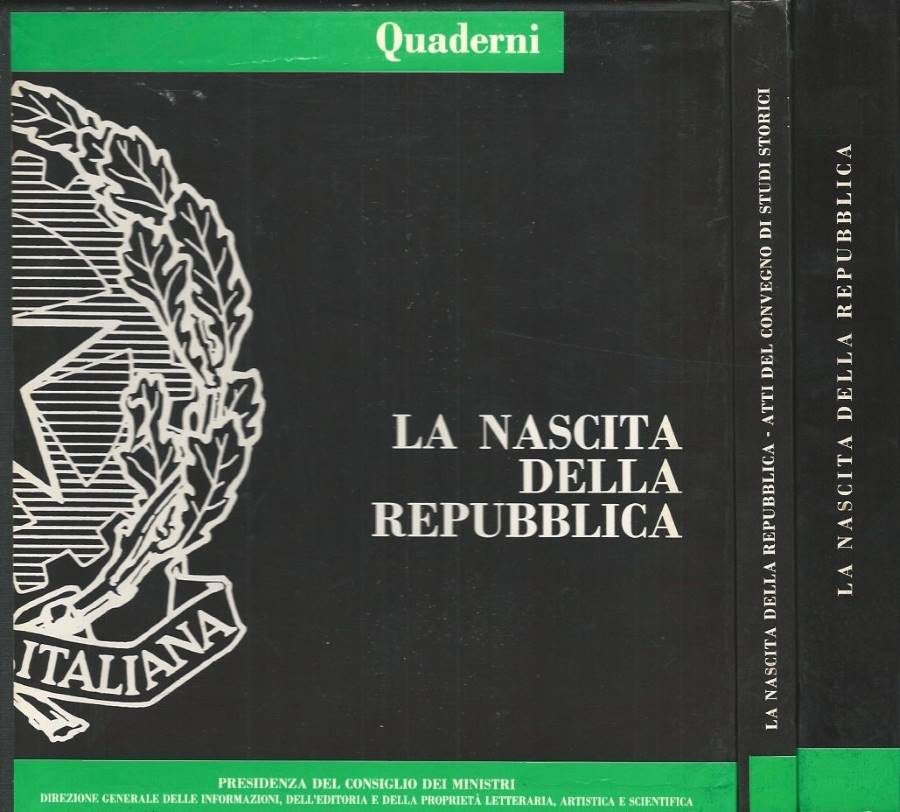 Quaderni
LA NASCITA
DELLA
REPUBBLICA
ITALIANA
PRESIDENZA DEL CONSIGLIO DEI MINISTRI
DIREZIONE GENERALE DELLE INFORMAZIONI, DELL'EDITORIA E DELLA PROPRIETÀ LETTERARIA, ARTISTICA E SCIENTIFICA
LA NASCITA DELLA REPUBBLICA - ATTI DEL CONVEGNO DI STUDI STORICI
LA NASCITA DELLA REPUBBLICA